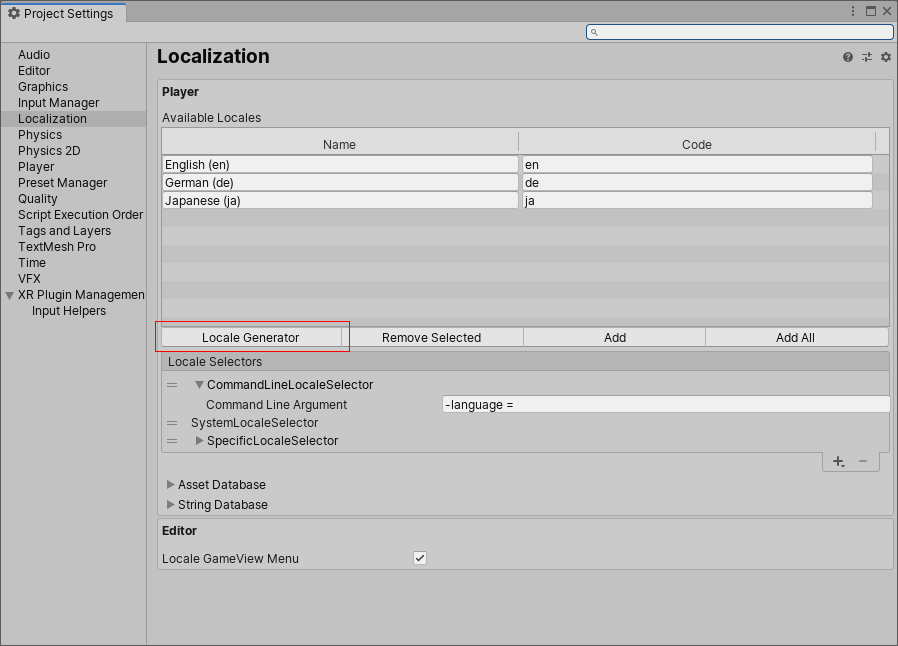 Project Settings
Localization
Audio
Editor
Graphics
Input Manager
Localization
Physics
Physics 2D
Player
Preset Manager
Quality
Script Execution Order
Tags and Layers
TextMesh Pro
Time
VFX
XR Plugin Managemen
Input Helpers
Player
Available Locales
Name Code
English (en) en
German (de) de
Japanese (ja) ja
Locale Generator Remove Selected Add Add All
Locale Selectors
CommandLineLocaleSelector
Command Line Argument -language =
SystemLocaleSelector
SpecificLocaleSelector
Asset Database
String Database
Editor
Locale GameView Menu